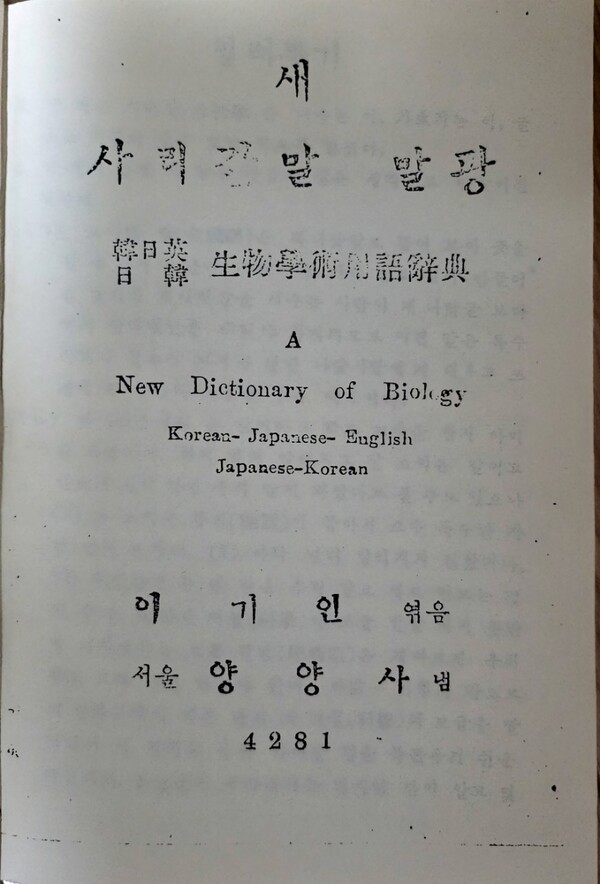 새
사리갈말 말광
韓日英 生物學術用語辭典
日韓
A
New Dictionary of Biology
Korean- Japanese- English
Japanese-Korean
이기인 엮음
서울 양양사 냄
4281